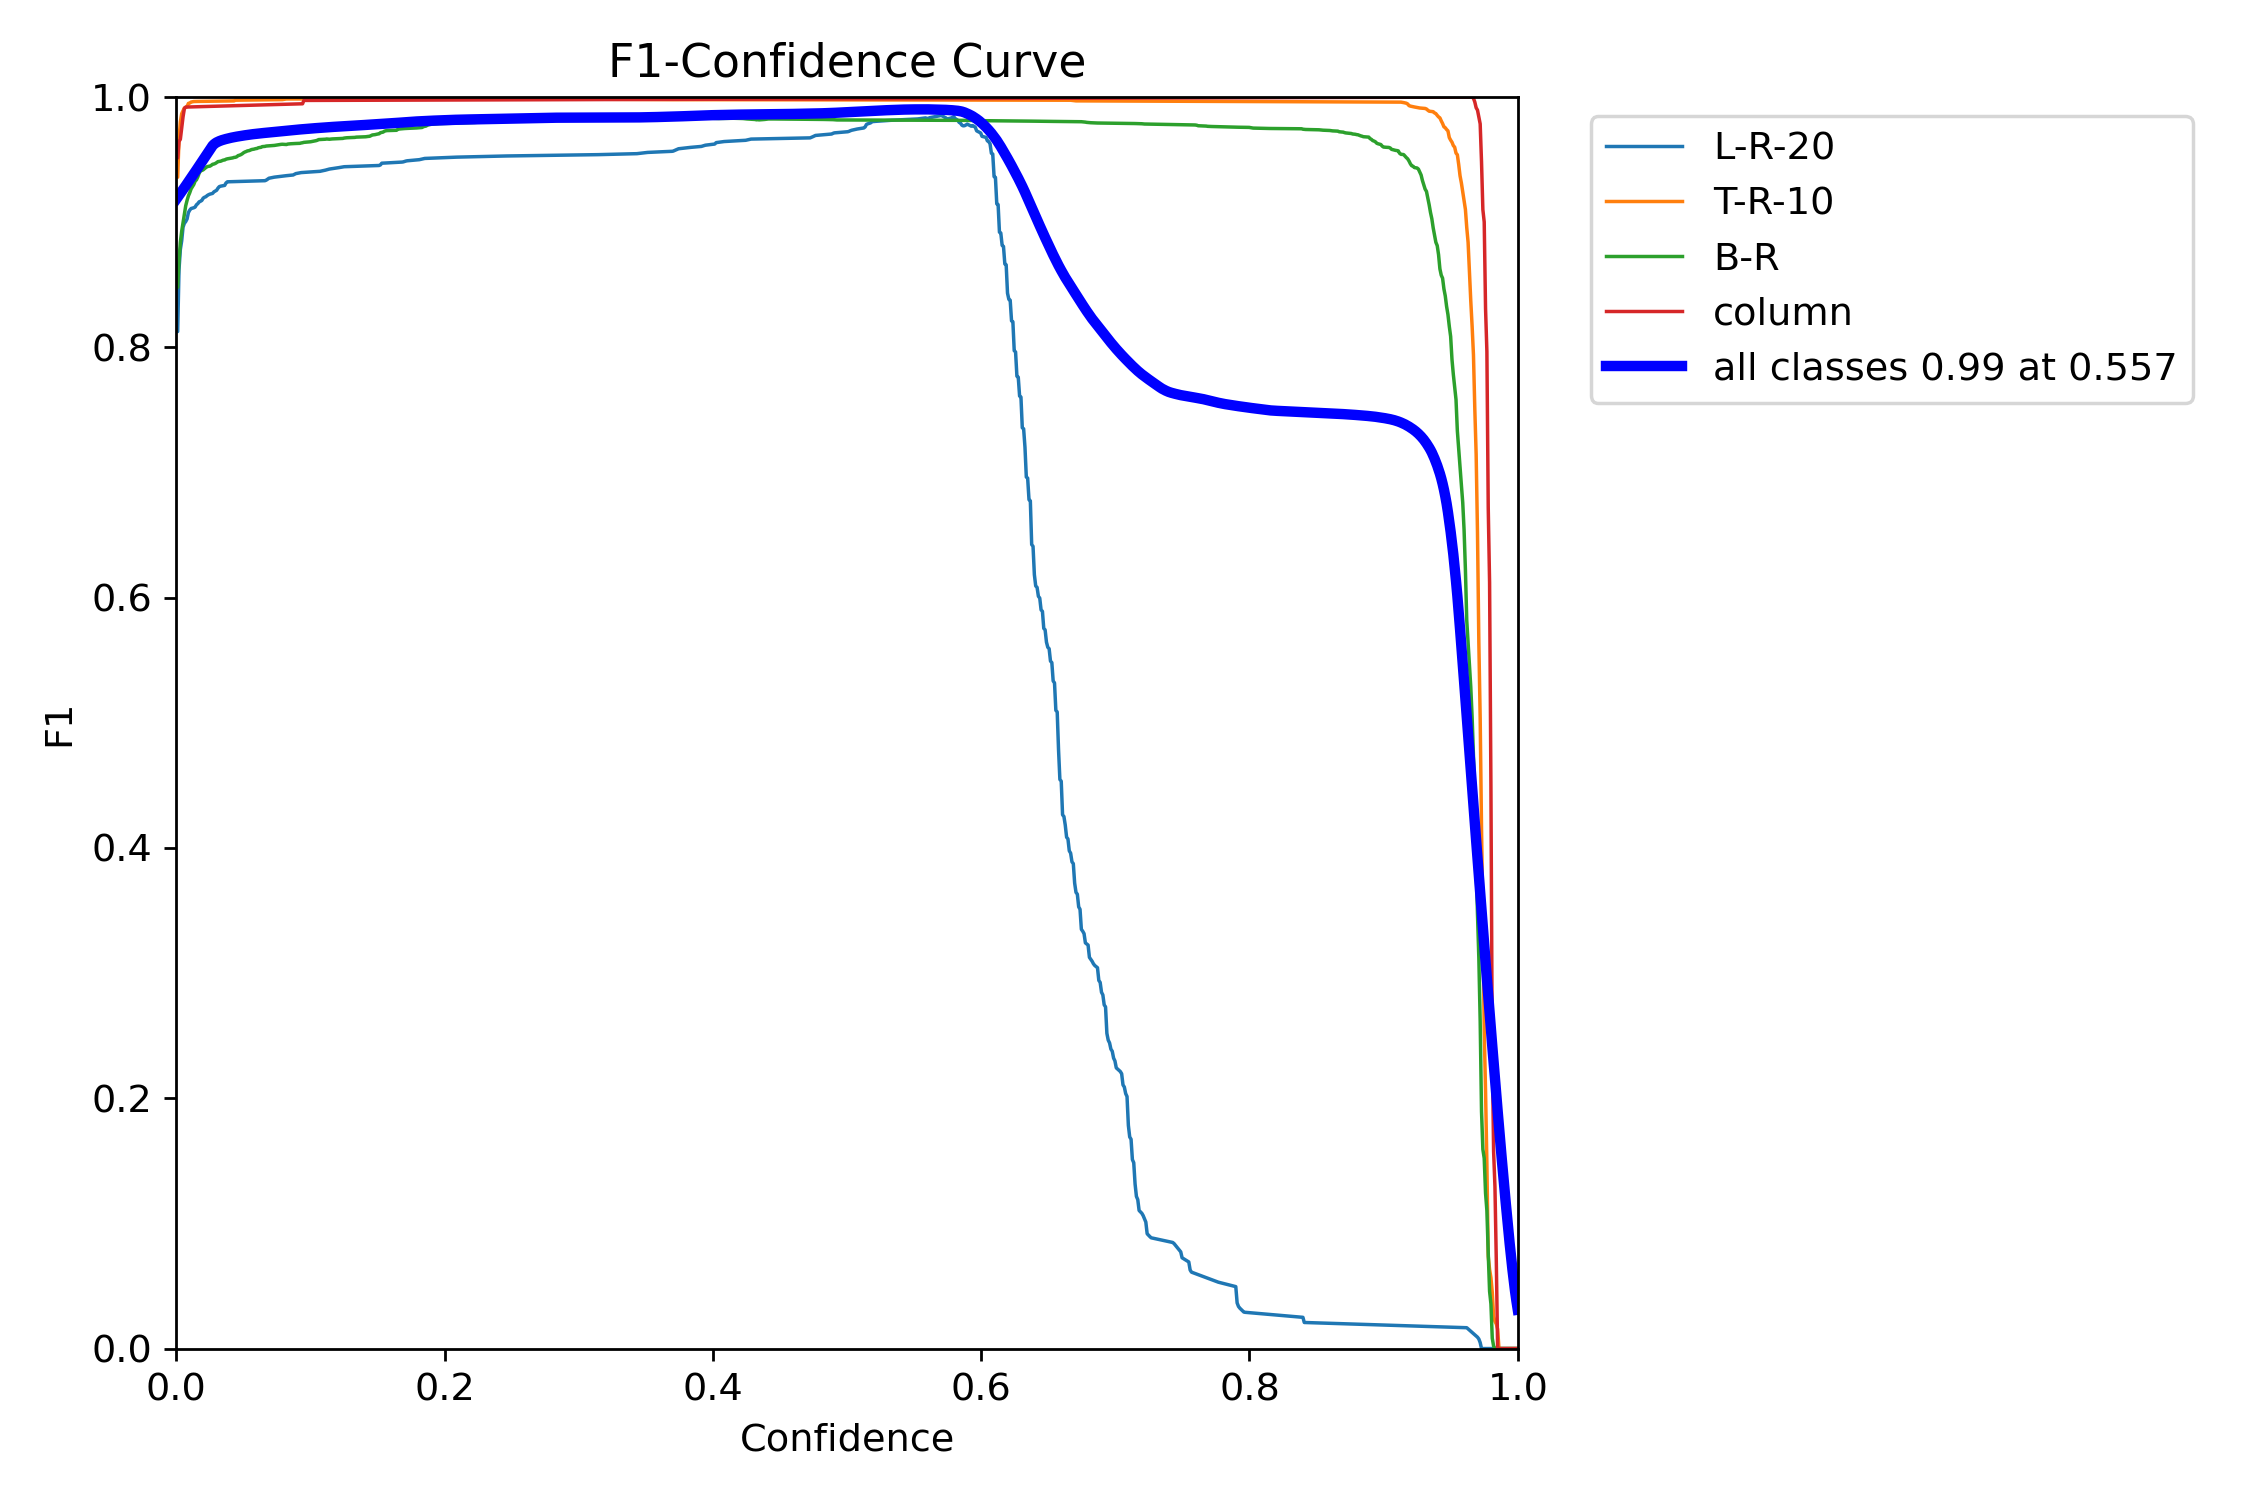 F1-Confidence Curve
1.0
0.8
0.6
0.4
0.2
0.0
F1
0.0 0.2 0.4 0.6 0.8 1.0
Confidence
L-R-20
T-R-10
B-R
column
all classes 0.99 at 0.557